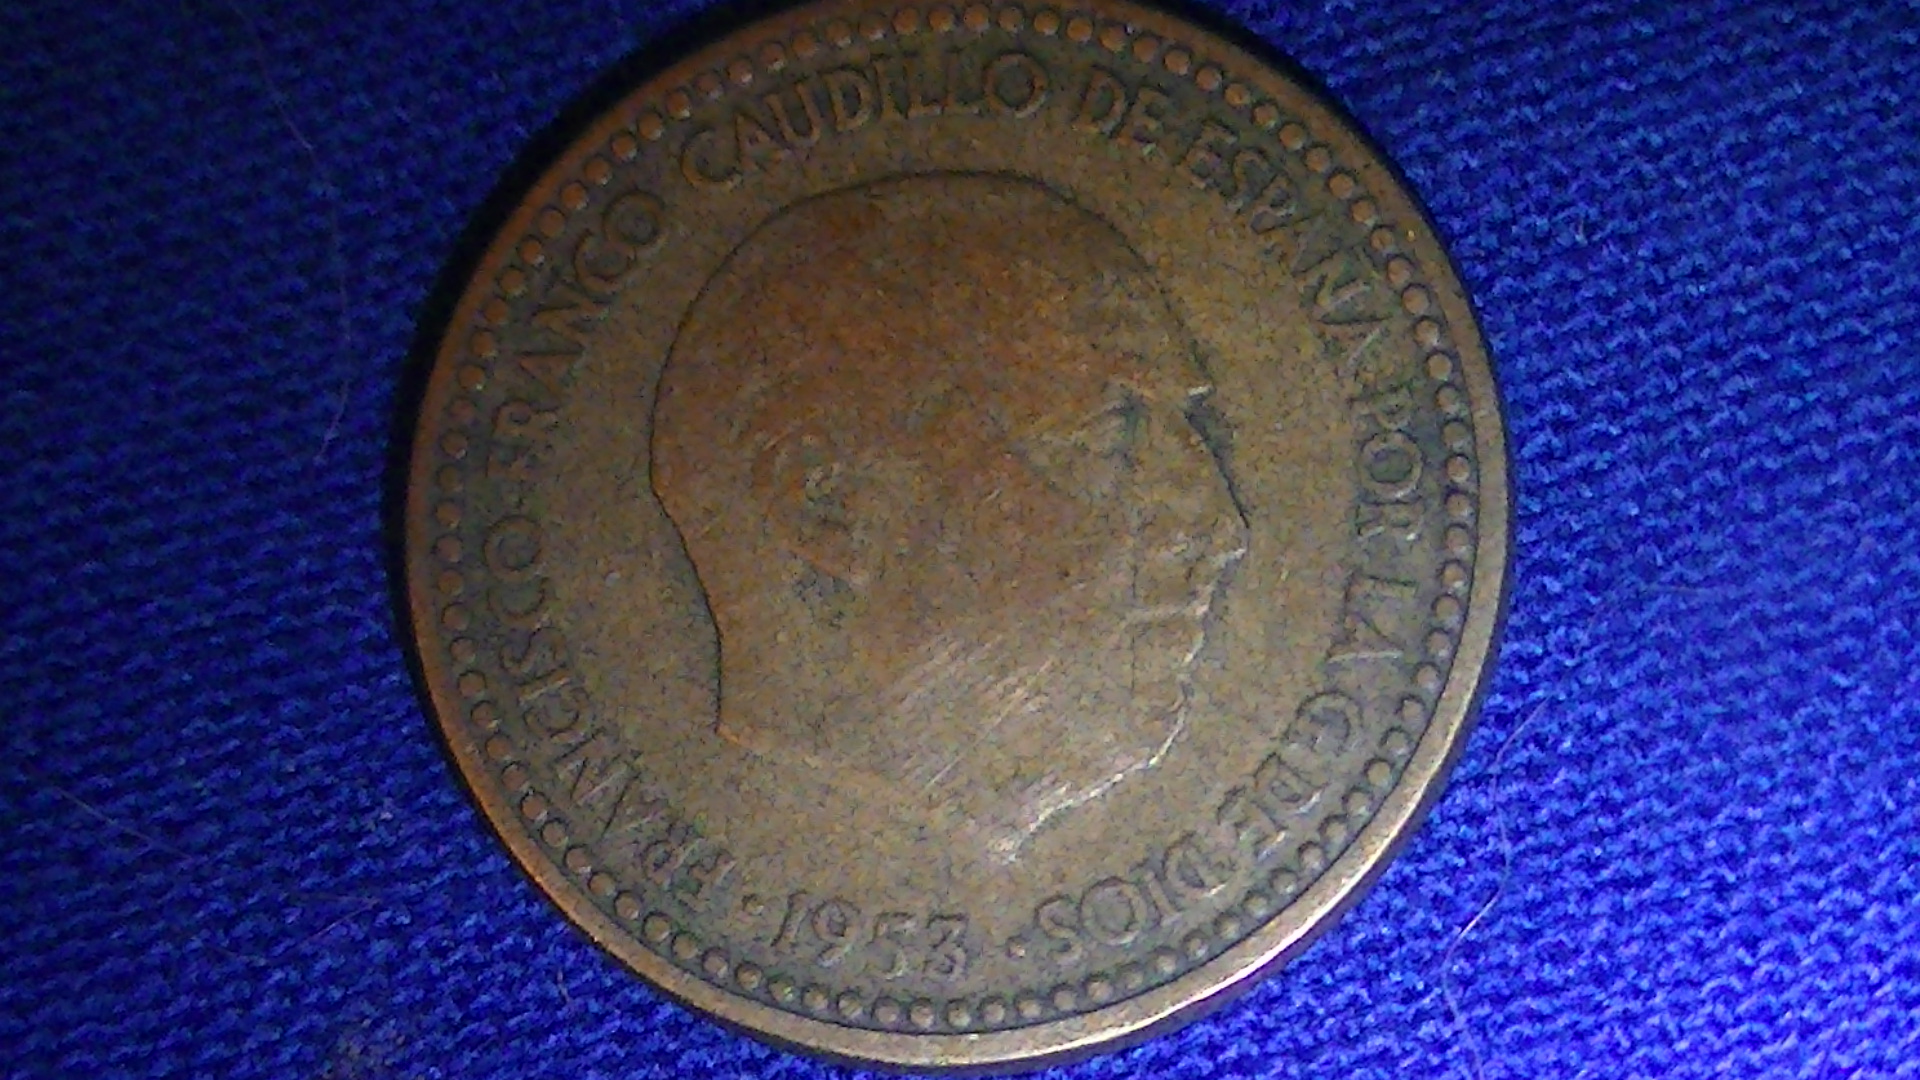 FRANCISCO FRANCO CAUDILLO DE ESPAÑA POR LA G DE DIOS
· 1953 ·